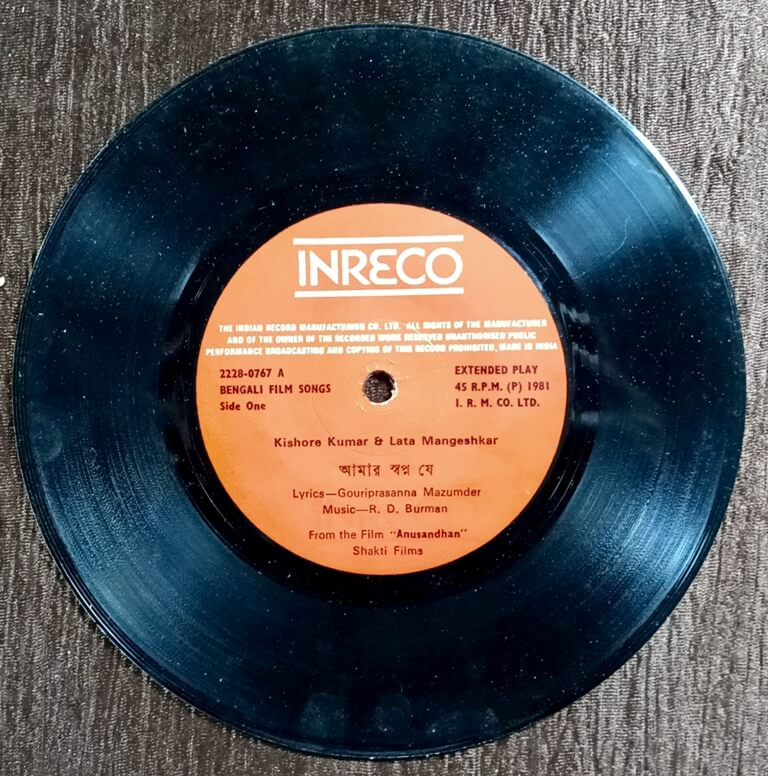 INRECO
THE INDIAN RECORD MANUFACTURING CO. LTD. ALL RIGHTS OF THE MANUFACTURER
AND OF THE OWNER OF THE RECORDED WORK RESERVED UNAUTHORISED PUBLIC
PERFORMANCE BROADCASTING AND COPYING OF THIS RECORD PROHIBITED, MADE IN INDIA
2228-0767 A
BENGALI FILM SONGS
Side One
EXTENDED PLAY
45 R.P.M. (P) 1981
I. R. M. CO. LTD.
Kishore Kumar & Lata Mangeshkar
আমার স্বপ্ন যে
Lyrics—Gouriprasanna Mazumder
Music—R. D. Burman
From the Film "Anusandhan"
Shakti Films